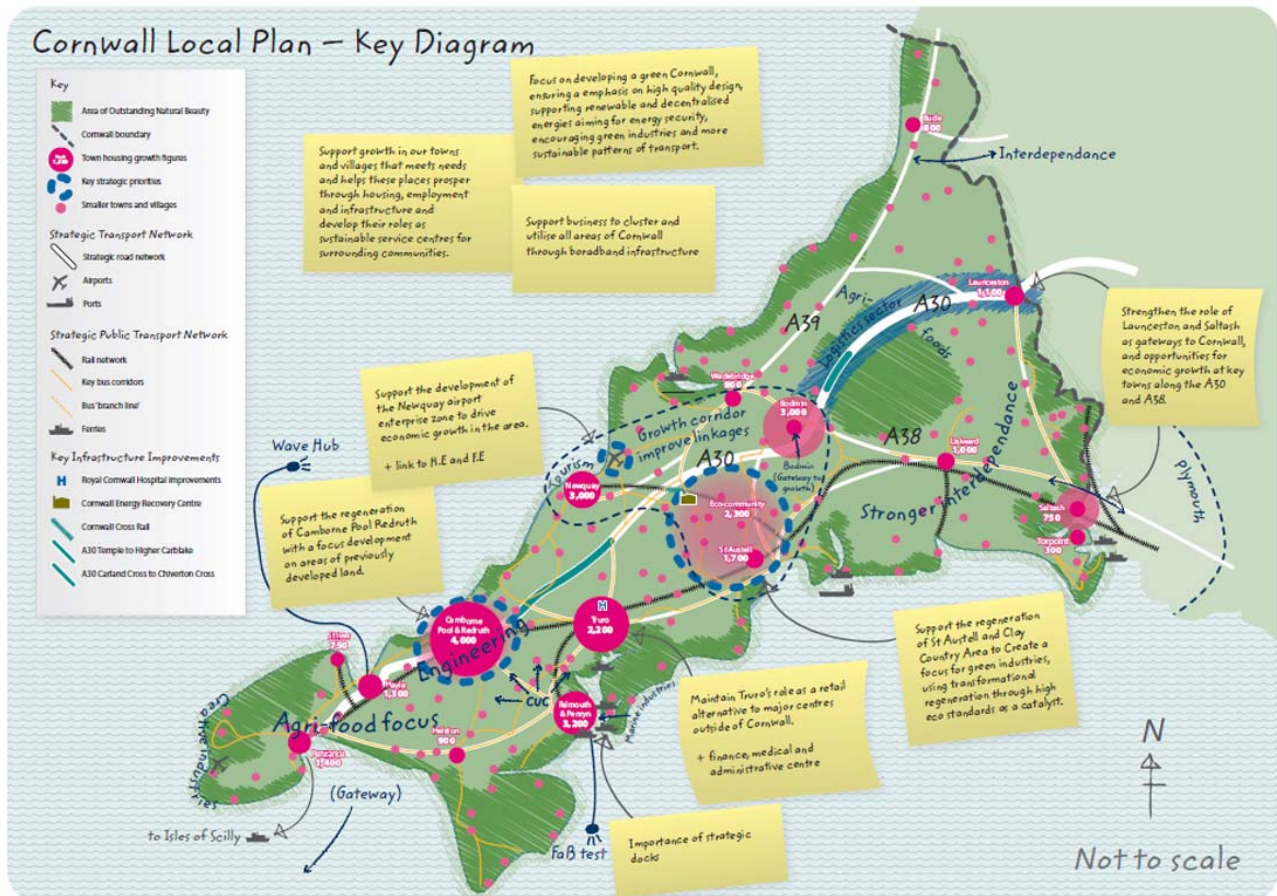 Cornwall Local Plan – Key Diagram
Key
Area of Outstanding Natural Beauty
Cornwall boundary
Town housing growth figures
Key strategic priorities
Smaller towns and villages
Strategic Transport Network
Strategic road network
Airports
Ports
Strategic Public Transport Network
Rail network
Key bus corridors
Bus 'branch line'
Ferries
Key Infrastructure Improvements
H
Royal Cornwall Hospital Improvements
Cornwall Energy Recovery Centre
Cornwall Cross Rail
A30 Temple to Higher Carblake
A30 Carland Cross to Chiverton Cross
Support growth in our towns
and villages that meets needs
and helps these places prosper
through housing, employment
and infrastructure and
develop their roles as
sustainable service centres for
surrounding communities.
Focus on developing a green Cornwall,
ensuring a emphasis on high quality design,
supporting renewable and decentralised
energies aiming for energy security,
encouraging green industries and more
sustainable patterns of transport.
Support business to cluster and
utilise all areas of Cornwall
through boradband infrastructure
Bude
800
Interdependance
Launceston
1,100
Agri-
foods
A30
Logistics sector
A39
Strengthen the role of
Launceston and Saltash
as gateways to Cornwall,
and opportunities for
economic growth at key
towns along the A30
and A38.
Support the development of
the Newquay airport
enterprise zone to drive
economic growth in the area.
+ link to H.E and F.E
Wadebridge
800
Bodmin
3,000
Growth corridor
improve linkages
A30
A38
Liskeard
1,000
Bodmin
(Gateway to
growth)
Tourism
Newquay
3,000
Eco-community
2,300
St Austell
1,700
Stronger interdependance
Saltash
750
Torpoint
300
Plymouth
Wave Hub
Support the regeneration
of Camborne Pool Redruth
with a focus development
on areas of previously
developed land.
Camborne
Pool & Redruth
4,000
Engineering
H
Truro
2,200
St Ives
750
Hayle
1,300
CUC
Falmouth
& Penryn
3,200
Marine industries
Agri-food focus
Helston
900
Penzance
1,400
Creative industries
(Gateway)
to Isles of Scilly
FaB test
Support the regeneration
of St Austell and Clay
Country Area to Create a
focus for green industries,
using transformational
regeneration through high
eco standards as a catalyst.
Maintain Truro's role as a retail
alternative to major centres
outside of Cornwall.
+ finance, medical and
administrative centre
Importance of strategic
docks
N
Not to scale